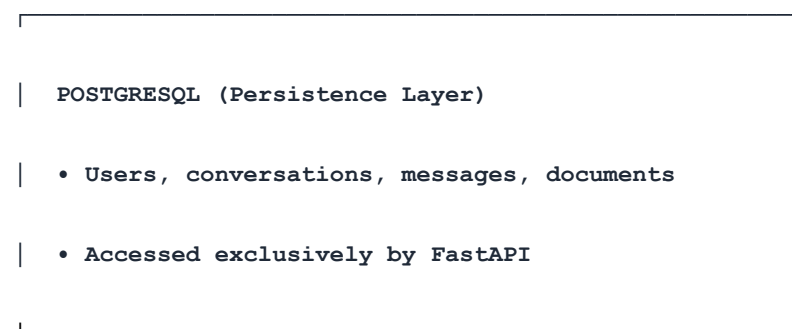 POSTGRESQL (Persistence Layer)
• Users, conversations, messages, documents
• Accessed exclusively by FastAPI